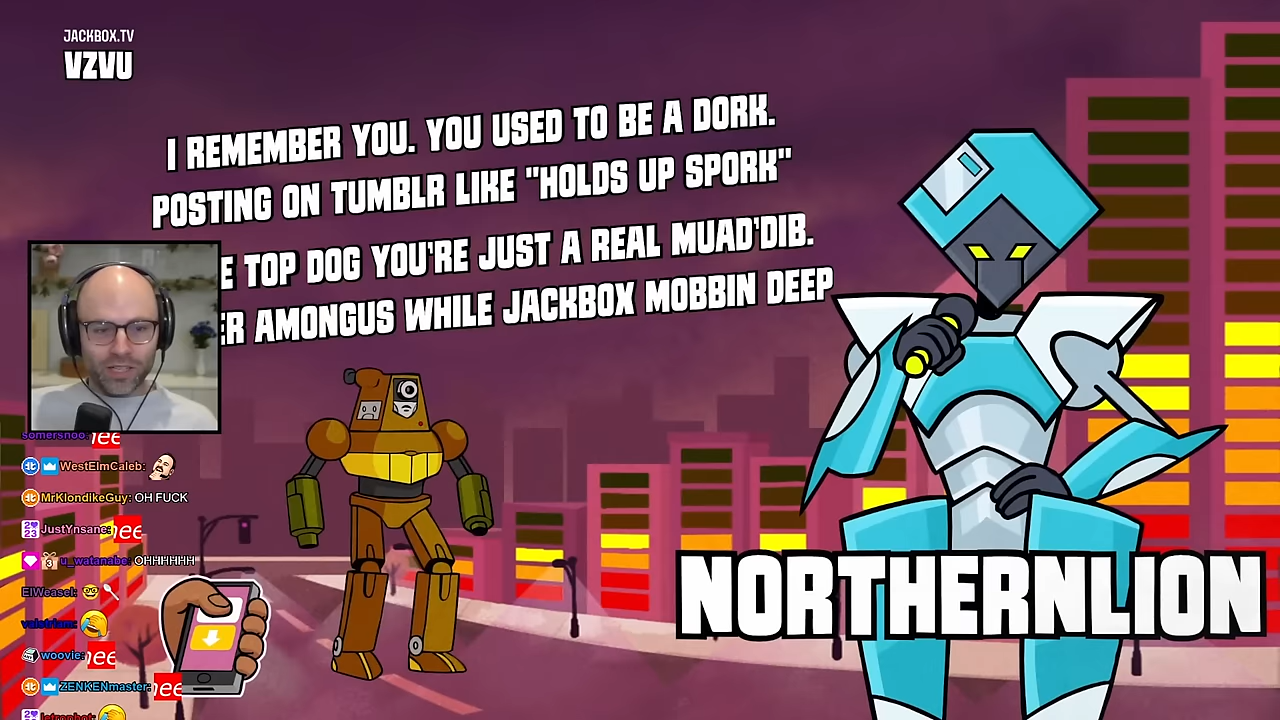 JACKBOX.TV
VZVU
I REMEMBER YOU. YOU USED TO BE A DORK.
POSTING ON TUMBLR LIKE "HOLDS UP SPORK"
TOP DOG YOU'RE JUST A REAL MUAD'DIB.
AMONGUS WHILE JACKBOX MOBBIN DEEP
NORTHERNLION
somersnoo:
WestElmCaleb:
MrKlondikeGuy: OH FUCK
JustYnsane:
u_watanabe: OHHHHHH
ElWeasel:
valstriam:
woovie:
ZENKENmaster: